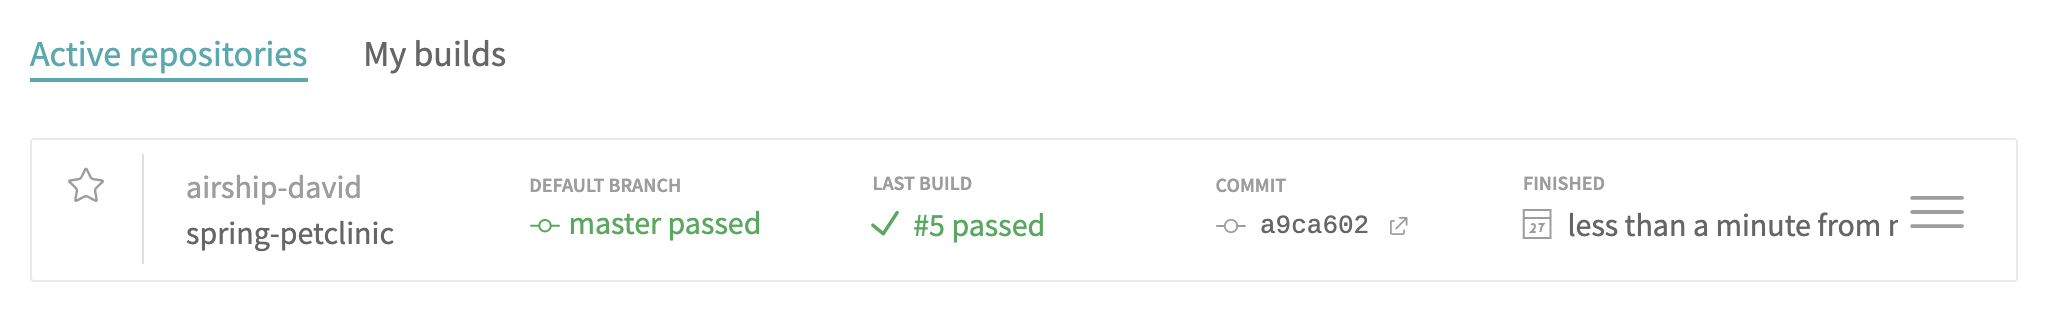 Active repositories My builds
airship-david
spring-petclinic
DEFAULT BRANCH
master passed
LAST BUILD
#5 passed
COMMIT
a9ca602
FINISHED
27 less than a minute from